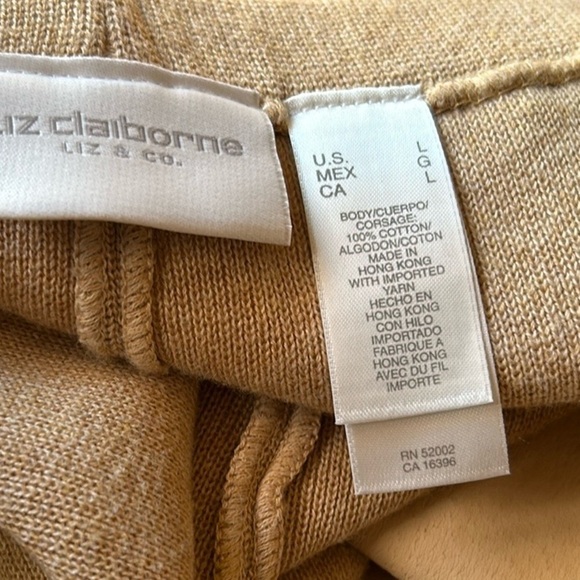 liz claiborne
LIZ & CO.
U.S. L
MEX G
CA L
BODY/CUERPO/
CORSAGE:
100% COTTON/
ALGODON/COTON
MADE IN
HONG KONG
WITH IMPORTED
YARN
HECHO EN
HONG KONG
CON HILO
IMPORTADO
FABRIQUE A
HONG KONG
AVEC DU FIL
IMPORTE
RN 52002
CA 16396